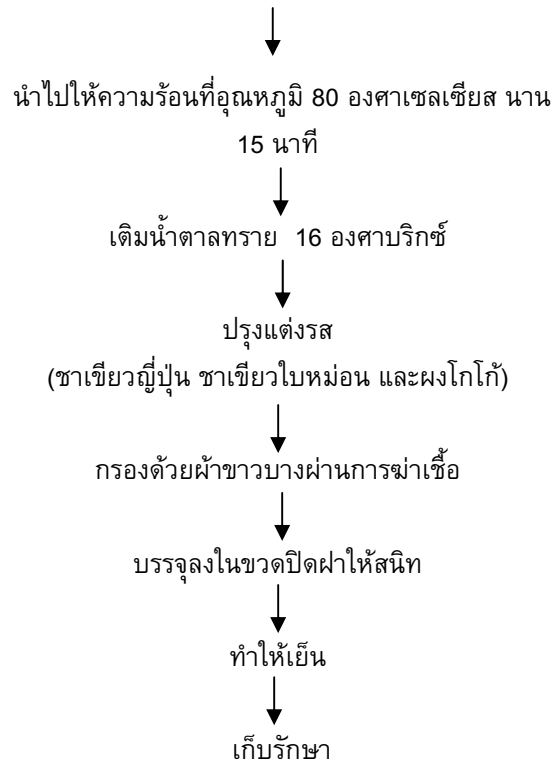 นำไปให้ความร้อนที่อุณหภูมิ 80 องศาเซลเซียส นาน
15 นาที
เติมน้ำตาลทราย 16 องศาบริกซ์
ปรุงแต่งรส
(ชาเขียวญี่ปุ่น ชาเขียวใบหม่อน และผงโกโก้)
กรองด้วยผ้าขาวบางผ่านการฆ่าเชื้อ
บรรจุลงในขวดปิดฝาให้สนิท
ทำให้เย็น
เก็บรักษา